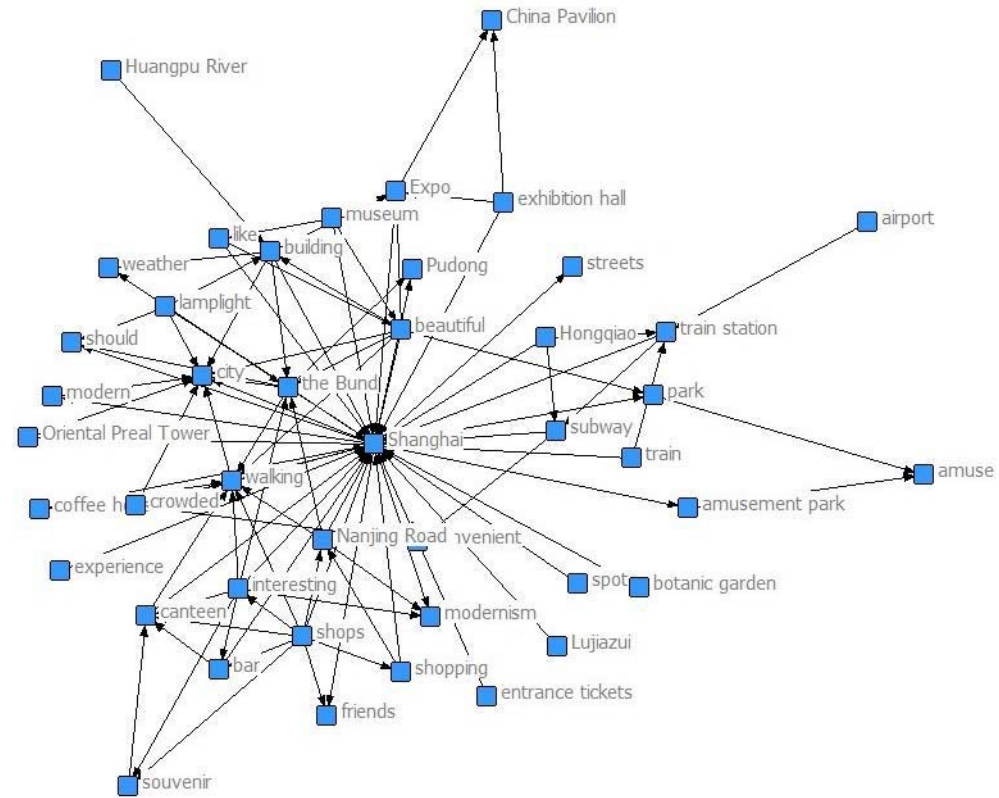 China Pavilion
Huangpu River
Expo
exhibition hall
museum
airport
like
building
weather
Pudong
streets
lamplight
beautiful
Hongqiao
train station
should
city
the Bund
modern
park
Oriental Preal Tower
Shanghai
subway
train
walking
amuse
coffee h
crowded
amusement park
Nanjing Road
nvenient
experience
interesting
spot
botanic garden
canteen
modernism
shops
Lujiazui
bar
shopping
entrance tickets
friends
souvenir